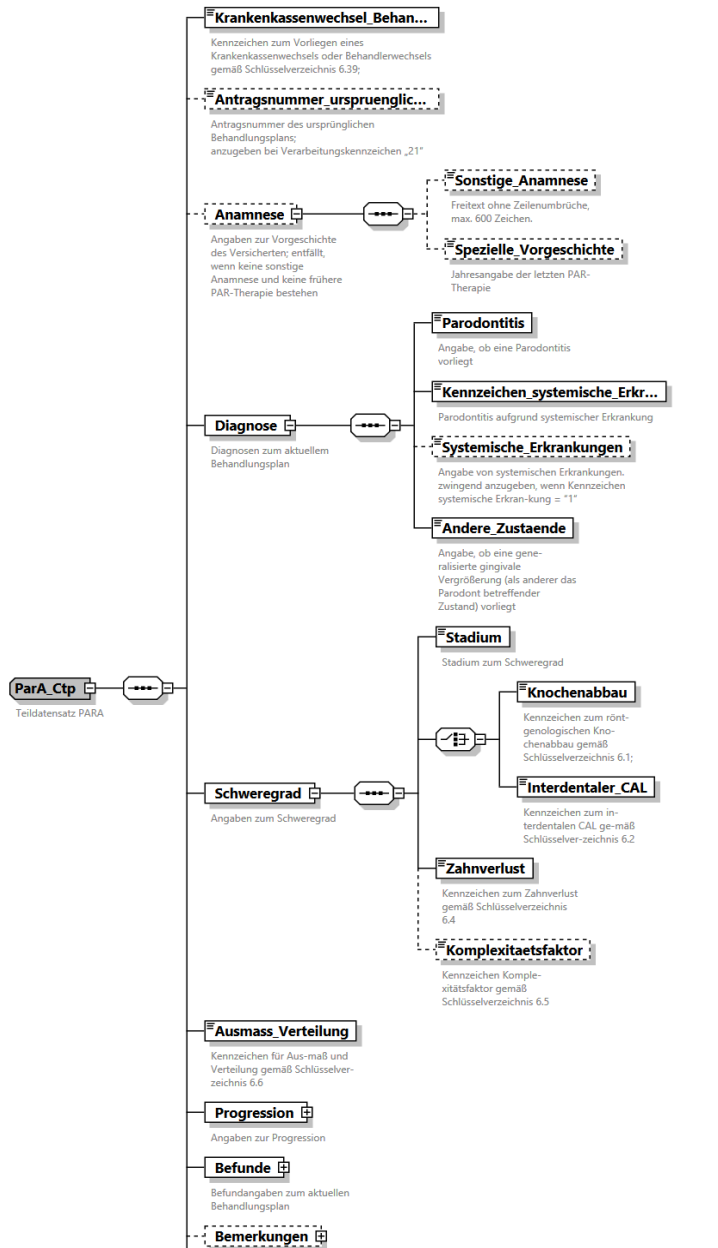 Krankenkassenwechsel_Behan...
Kennzeichen zum Vorliegen eines
Krankenkassenwechsels oder Behandlerwechsels
gemäß Schlüsselverzeichnis 6.39;
Antragsnummer_urspruenglic...
Antragsnummer des ursprünglichen
Behandlungsplans;
anzugeben bei Verarbeitungskennzeichen „21"
Anamnese
Angaben zur Vorgeschichte
des Versicherten; entfällt,
wenn keine sonstige
Anamnese und keine frühere
PAR-Therapie bestehen
Sonstige_Anamnese
Freitext ohne Zeilenumbrüche,
max. 600 Zeichen.
Spezielle_Vorgeschichte
Jahresangabe der letzten PAR-
Therapie
Diagnose
Diagnosen zum aktuellem
Behandlungsplan
Parodontitis
Angabe, ob eine Parodontitis
vorliegt
Kennzeichen_systemische_Erkr...
Parodontitis aufgrund systemischer Erkrankung
Systemische_Erkrankungen
Angabe von systemischen Erkrankungen.
zwingend anzugeben, wenn Kennzeichen
systemische Erkran-kung = "1"
Andere_Zustaende
Angabe, ob eine gene-
ralisierte gingivale
Vergrößerung (als anderer das
Parodont betreffender
Zustand) vorliegt
ParA_Ctp
Teildatensatz PARA
Schweregrad
Angaben zum Schweregrad
Stadium
Stadium zum Schweregrad
Knochenabbau
Kennzeichen zum rönt-
genologischen Kno-
chenabbau gemäß
Schlüsselverzeichnis 6.1;
Interdentaler_CAL
Kennzeichen zum in-
terdentalen CAL ge-mäß
Schlüsselver-zeichnis 6.2
Zahnverlust
Kennzeichen zum Zahnverlust
gemäß Schlüsselverzeichnis
6.4
Komplexitaetsfaktor
Kennzeichen Komple-
xitätsfaktor gemäß
Schlüsselverzeichnis 6.5
Ausmass_Verteilung
Kennzeichen für Aus-maß und
Verteilung gemäß Schlüsselver-
zeichnis 6.6
Progression
Angaben zur Progression
Befunde
Befundangaben zum aktuellen
Behandlungsplan
Bemerkungen